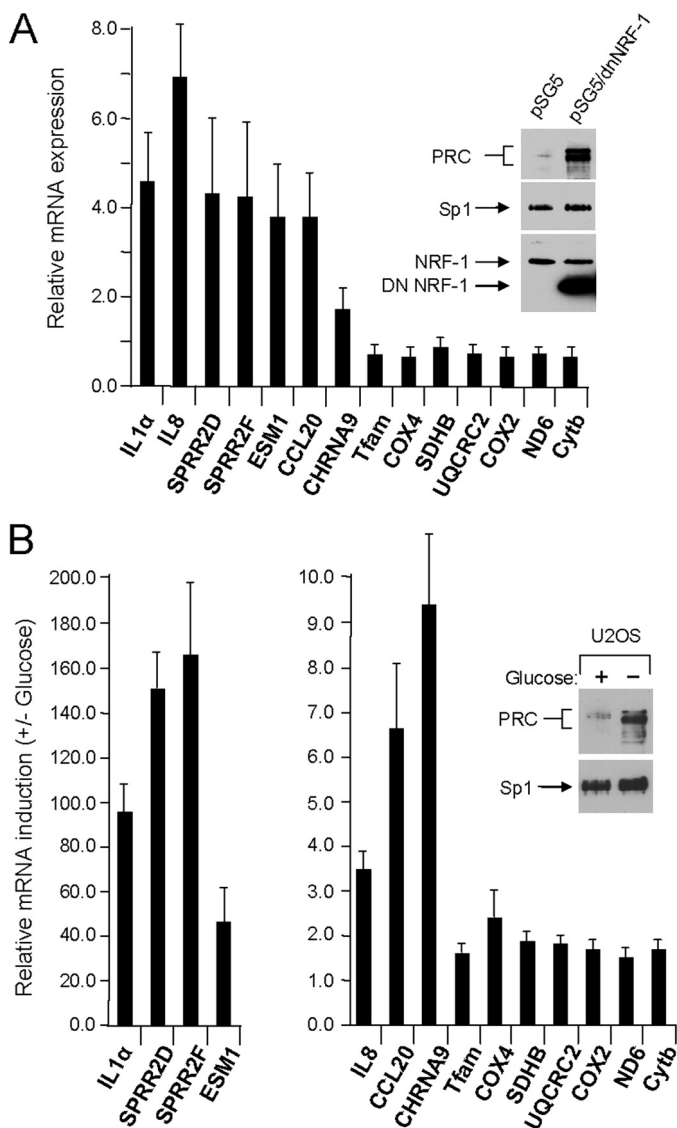 A
Relative mRNA expression
8.0
6.0
4.0
2.0
0.0
IL1α
IL8
SPRR2D
SPRR2F
ESM1
CCL20
CHRNA9
Tfam
COX4
SDHB
UQCRC2
COX2
ND6
Cytb
pSG5
pSG5/dnNRF-1
PRC
Sp1
NRF-1
DN NRF-1
B
Relative mRNA induction (+/- Glucose)
200.0
180.0
160.0
140.0
120.0
100.0
80.0
60.0
40.0
20.0
0.0
IL1α
SPRR2D
SPRR2F
ESM1
10.0
9.0
8.0
7.0
6.0
5.0
4.0
3.0
2.0
1.0
0.0
IL8
CCL20
CHRNA9
Tfam
COX4
SDHB
UQCRC2
COX2
ND6
Cytb
U2OS
Glucose: + −
PRC
Sp1